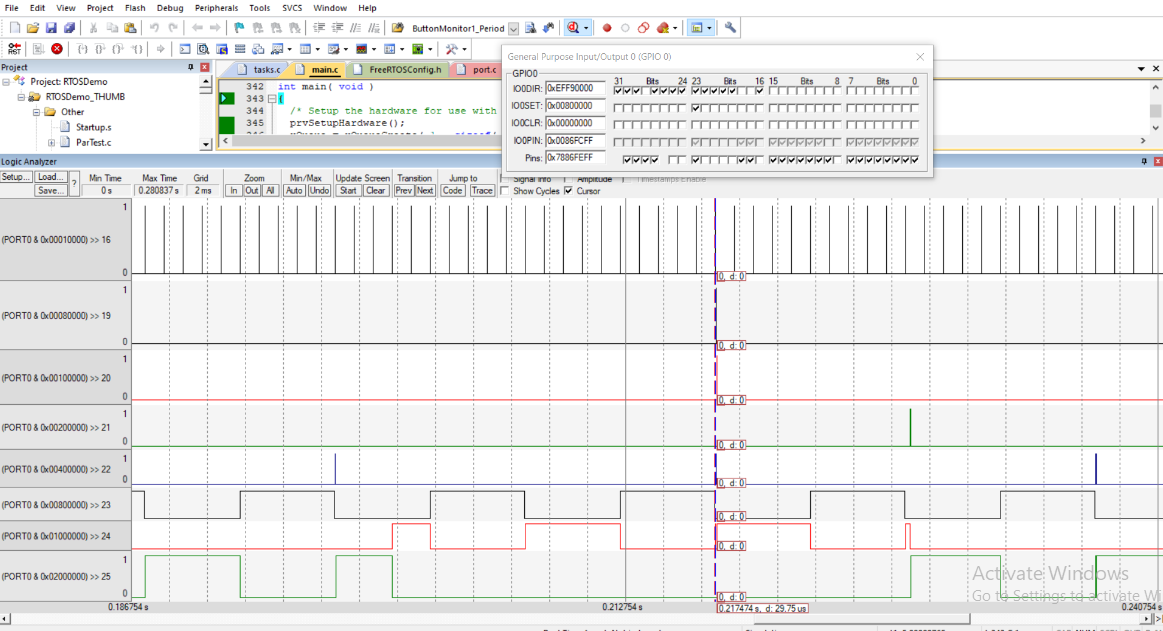 File Edit View Project Flash Debug Peripherals Tools SVCS Window Help
ButtonMonitor1_Period
Project
Project: RTOSDemo
RTOSDemo_THUMB
Other
Startup.s
ParTest.c
tasks.c main.c FreeRTOSConfig.h port.c
342 int main( void )
343 {
344 /* Setup the hardware for use with
345 prvSetupHardware();
General Purpose Input/Output 0 (GPIO 0)
GPIO0
31 Bits 24 23 Bits 16 15 Bits 8 7 Bits 0
IO0DIR: 0xEFF90000
IO0SET: 0x00800000
IO0CLR: 0x00000000
IO0PIN: 0x0086FCFF
Pins: 0x7886FEFF
Logic Analyzer
Setup... Load... Min Time Max Time Grid Zoom Min/Max Update Screen Transition Jump to Signal Info Amplitude Timestamps Enable
Save... ? 0 s 0.280837 s 2 ms In Out All Auto Undo Start Clear Prev Next Code Trace Show Cycles Cursor
1
(PORT0 & 0x00010000) >> 16
0
0, d: 0
1
(PORT0 & 0x00080000) >> 19
0
0, d: 0
1
(PORT0 & 0x00100000) >> 20
0
0, d: 0
1
(PORT0 & 0x00200000) >> 21
0
0, d: 0
1
(PORT0 & 0x00400000) >> 22
0
0, d: 0
(PORT0 & 0x00800000) >> 23
0, d: 0
(PORT0 & 0x01000000) >> 24
0, d: 0
1
(PORT0 & 0x02000000) >> 25
0
0, d: 0
Activate Windows
Go to Settings to activate Wi
0.186754 s 0.212754 s 0.217474 s, d: 29.75 us 0.240754 s